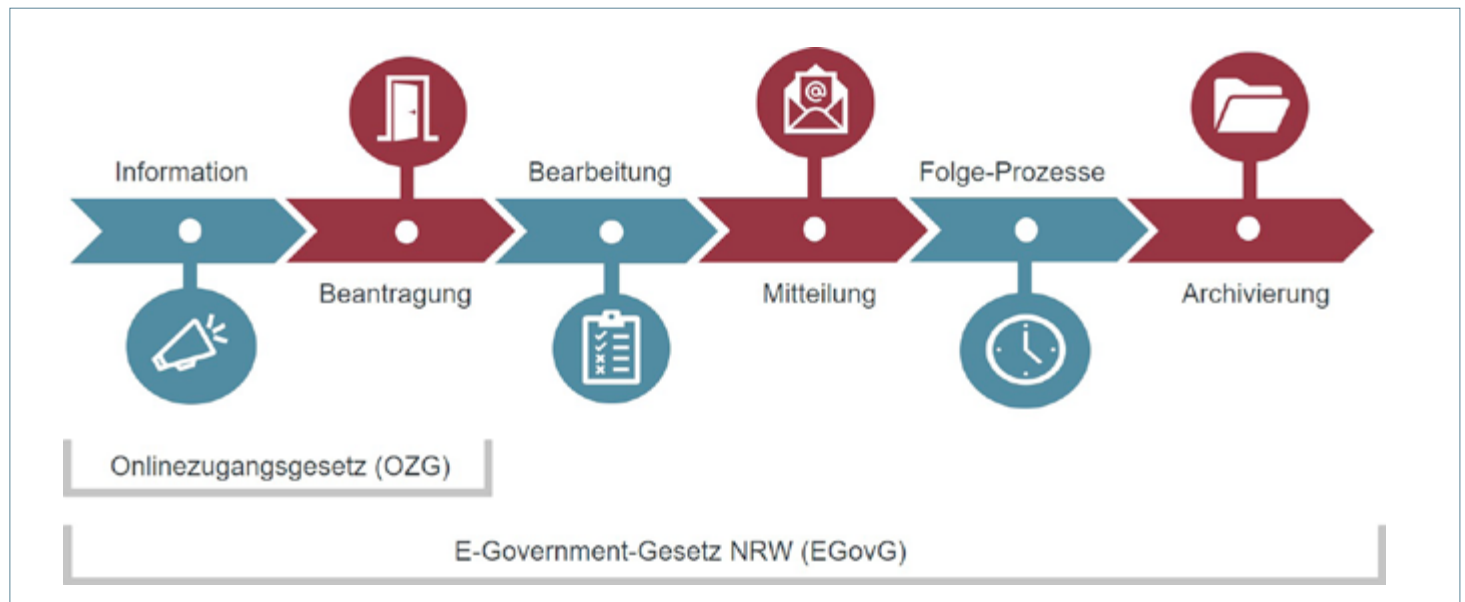 Information
Beantragung
Bearbeitung
Mitteilung
Folge-Prozesse
Archivierung
@
Onlinezugangsgesetz (OZG)
E-Government-Gesetz NRW (EGovG)